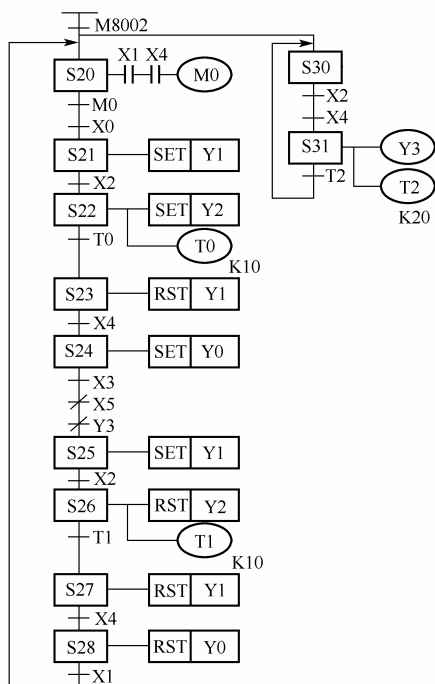 M8002
S20 X1 X4 M0
M0
X0
S21 SET Y1
X2
S22 SET Y2
T0 T0
K10
S23 RST Y1
X4
S24 SET Y0
X3
X5
Y3
S25 SET Y1
X2
S26 RST Y2
T1 T1
K10
S27 RST Y1
X4
S28 RST Y0
X1
S30
X2
X4
S31 Y3
T2 T2
K20